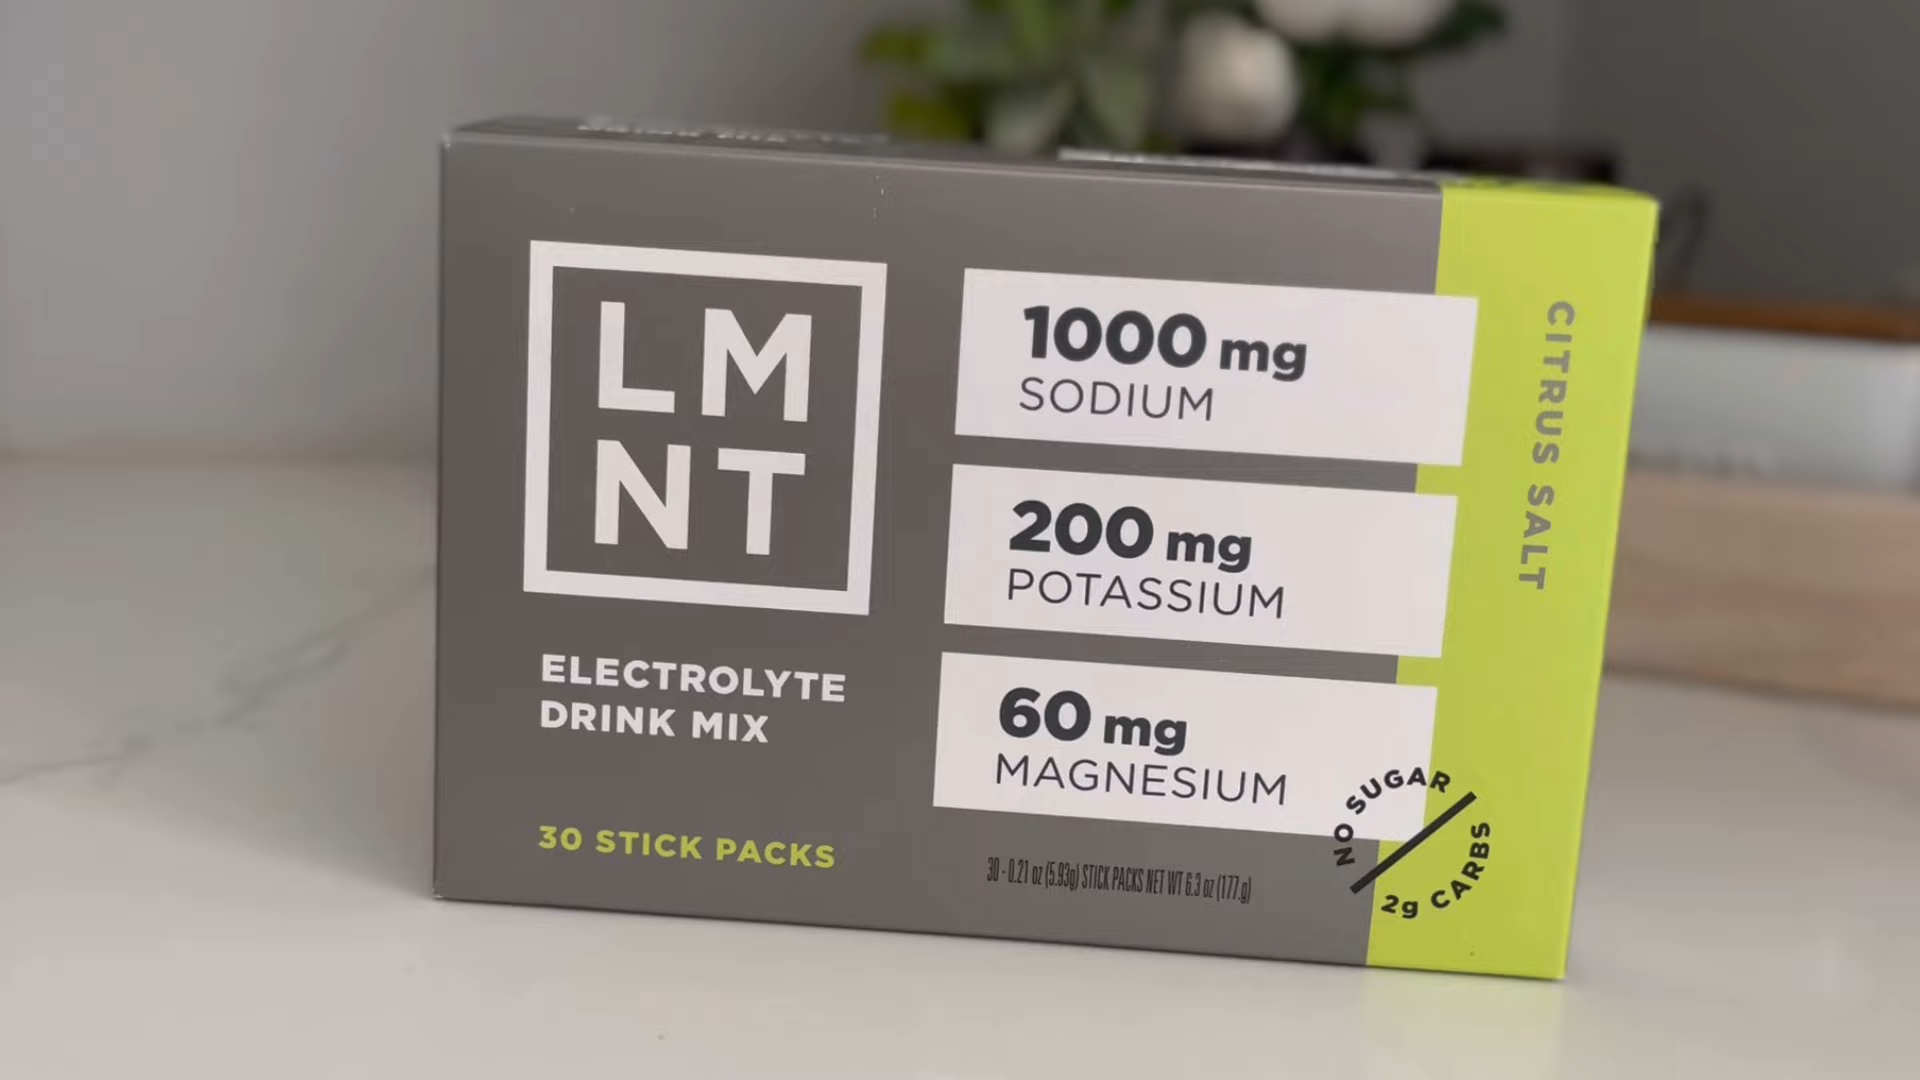 LM
NT
ELECTROLYTE
DRINK MIX
30 STICK PACKS
1000 mg
SODIUM
200 mg
POTASSIUM
60 mg
MAGNESIUM
30 - 0.21 oz (5.93g) STICK PACKS NET WT 6.3 oz (177 g)
NO SUGAR
2g CARBS
CITRUS SALT